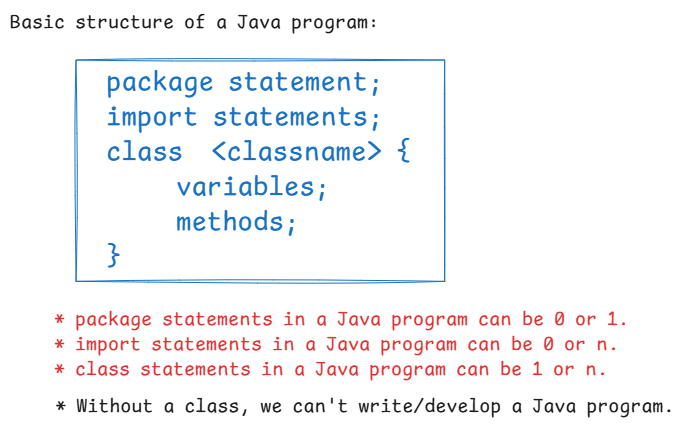 Basic structure of a Java program:
package statement;
import statements;
class <classname> {
variables;
methods;
}
* package statements in a Java program can be 0 or 1.
* import statements in a Java program can be 0 or n.
* class statements in a Java program can be 1 or n.
* Without a class, we can't write/develop a Java program.